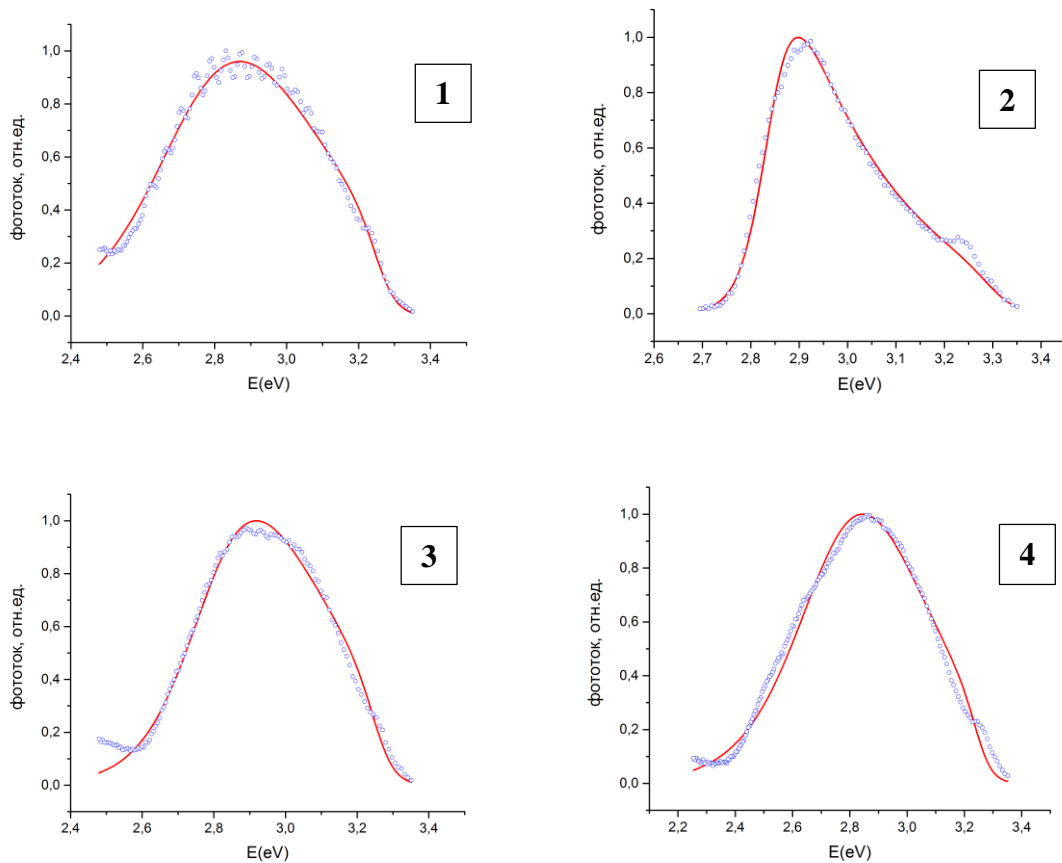 1
фототок, отн.ед.
1,0
0,8
0,6
0,4
0,2
0,0
2,4 2,6 2,8 3,0 3,2 3,4
E(eV)
2
фототок, отн.ед.
1,0
0,8
0,6
0,4
0,2
0,0
2,6 2,7 2,8 2,9 3,0 3,1 3,2 3,3 3,4
E(eV)
3
фототок, отн.ед.
1,0
0,8
0,6
0,4
0,2
0,0
2,4 2,6 2,8 3,0 3,2 3,4
E(eV)
4
фототок, отн.ед.
1,0
0,8
0,6
0,4
0,2
0,0
2,2 2,4 2,6 2,8 3,0 3,2 3,4
E(eV)